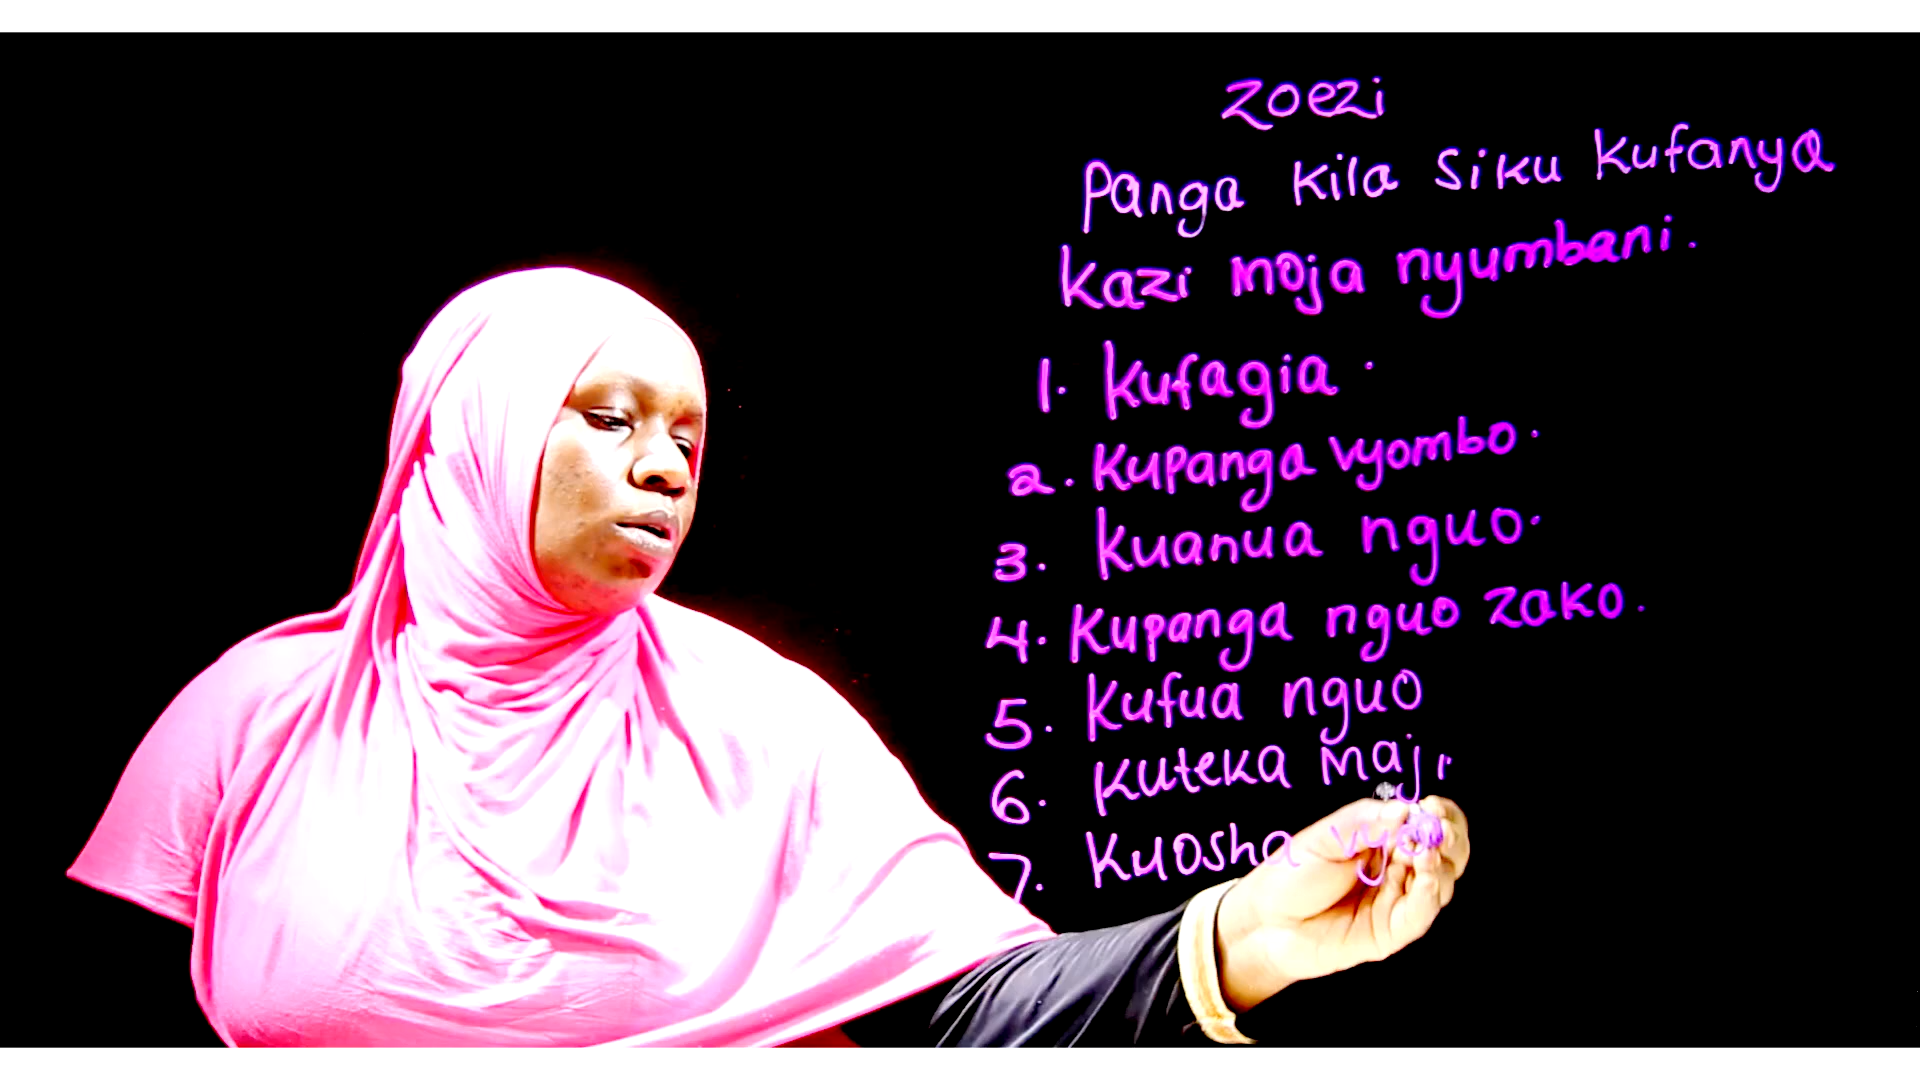 Zoezi
Panga kila siku kufanya
kazi moja nyumbani.
1. Kufagia.
2. Kupanga vyombo.
3. Kuanua nguo.
4. Kupanga nguo zako.
5. Kufua nguo
6. Kuteka maji
7. Kuosha vyo